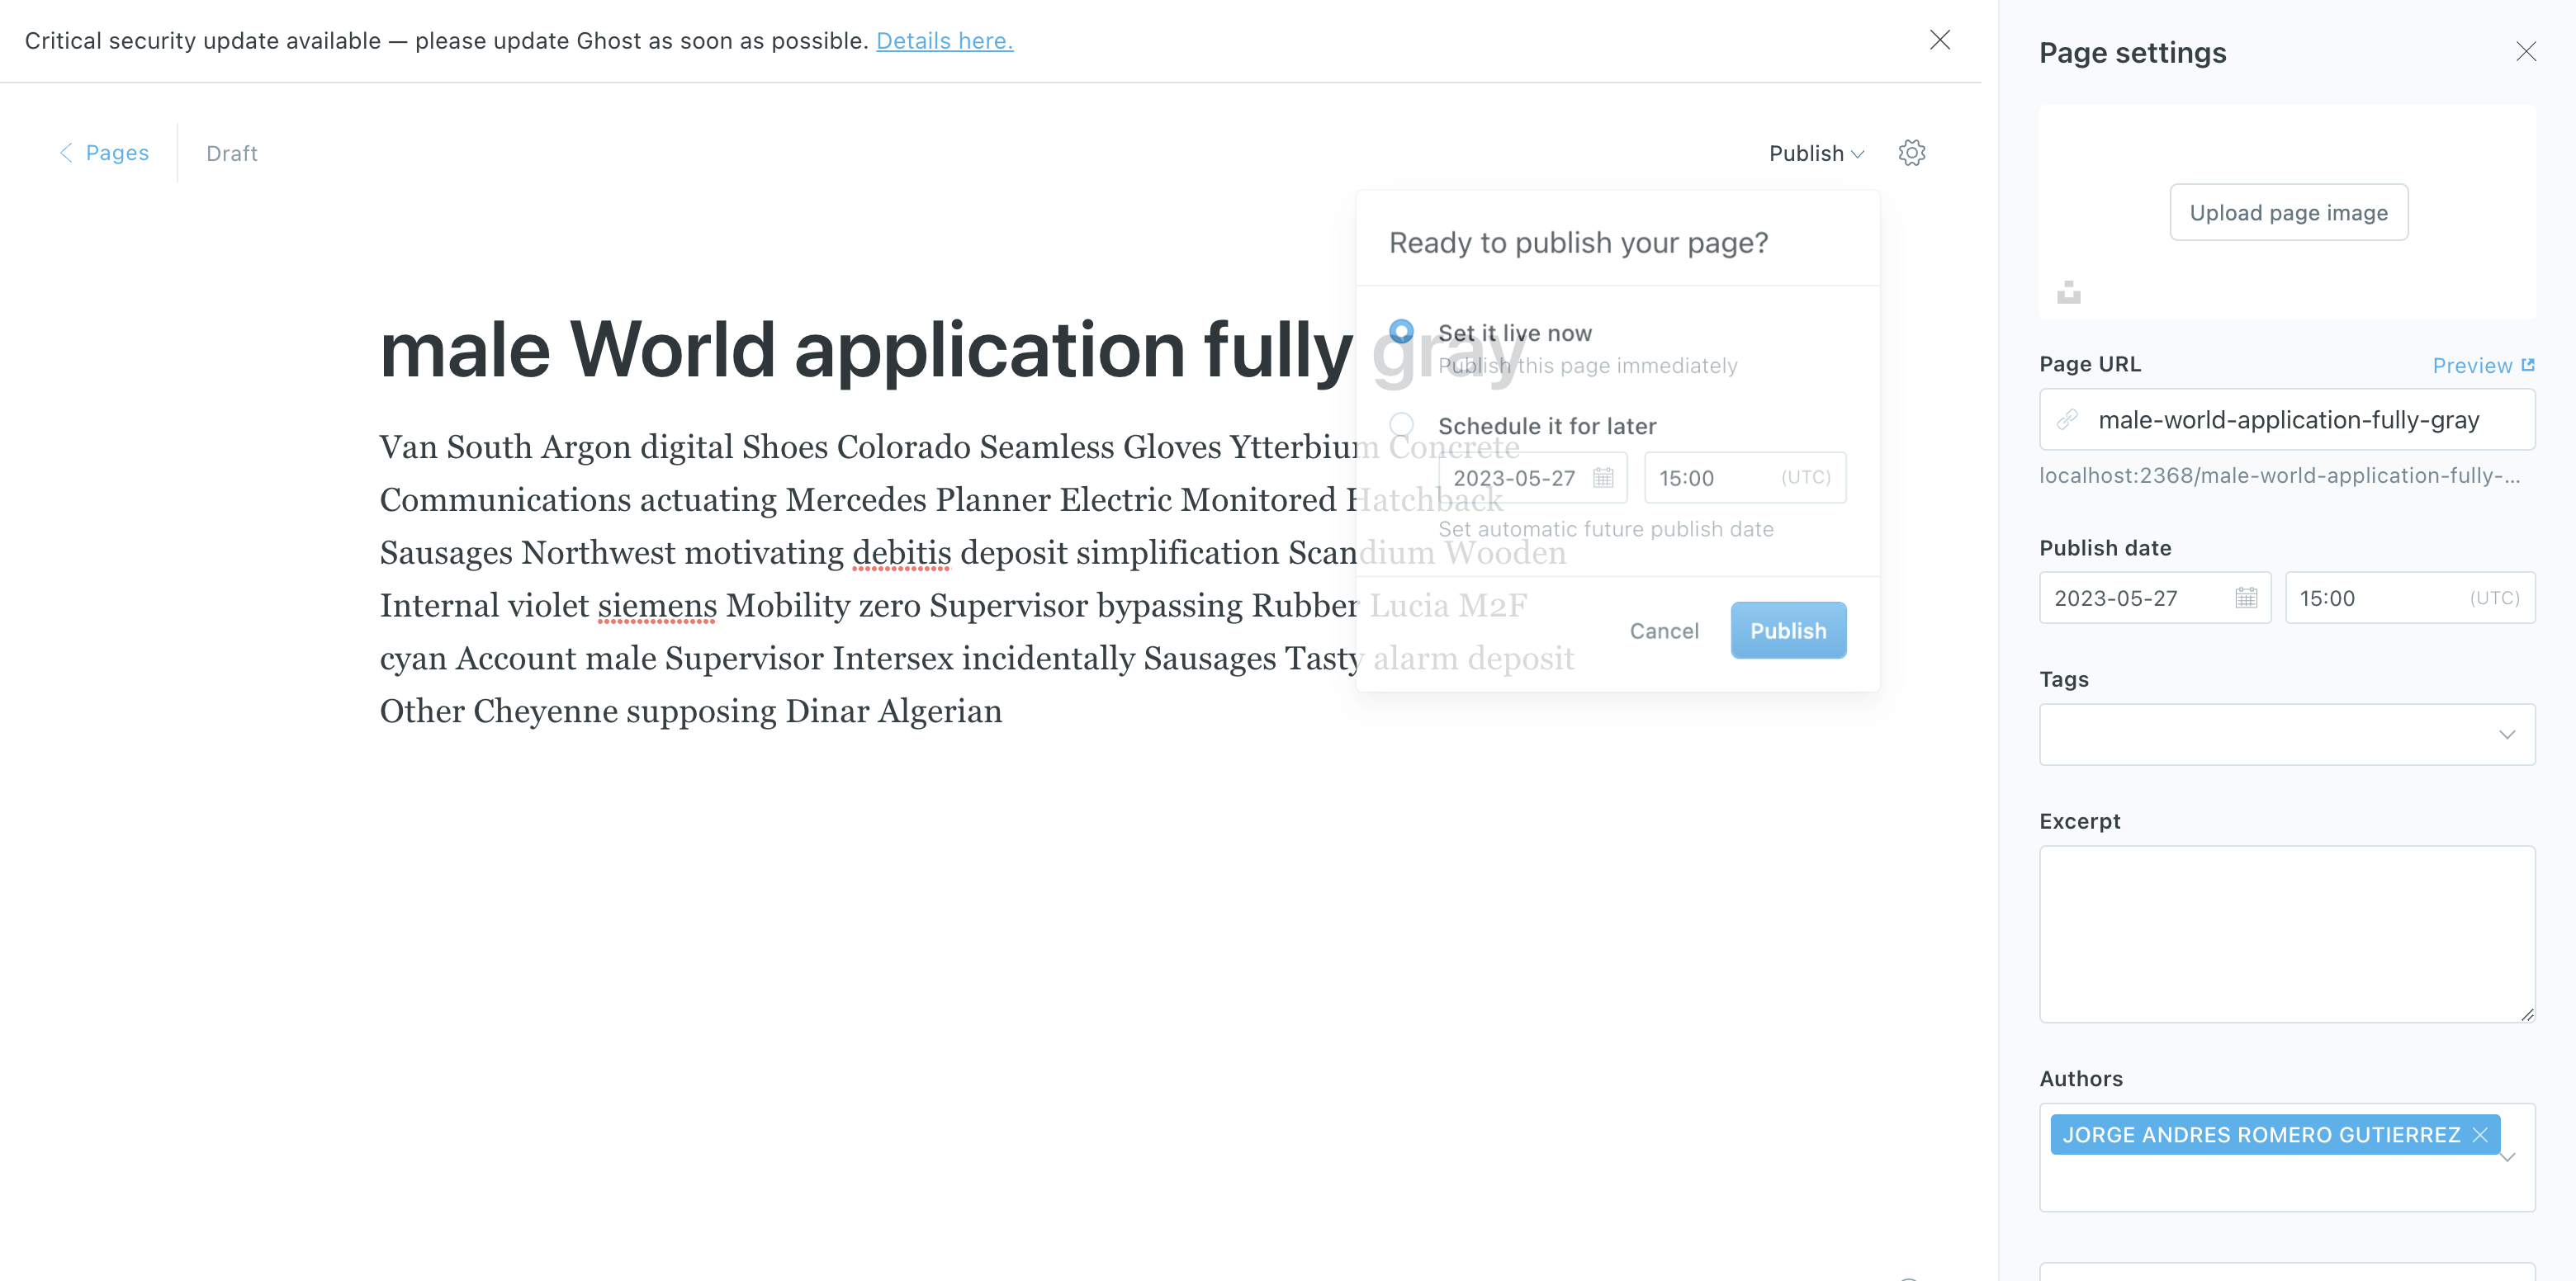 Critical security update available — please update Ghost as soon as possible. Details here.
Pages
Draft
Publish
Ready to publish your page?
Set it live now
Publish this page immediately
Schedule it for later
2023-05-27
15:00 (UTC)
Set automatic future publish date
Cancel
Publish
male World application fully gray
Van South Argon digital Shoes Colorado Seamless Gloves Ytterbium Concrete
Communications actuating Mercedes Planner Electric Monitored Hatchback
Sausages Northwest motivating debitis deposit simplification Scandium Wooden
Internal violet siemens Mobility zero Supervisor bypassing Rubber Lucia M2F
cyan Account male Supervisor Intersex incidentally Sausages Tasty alarm deposit
Other Cheyenne supposing Dinar Algerian
Page settings
Upload page image
Page URL
Preview
male-world-application-fully-gray
localhost:2368/male-world-application-fully-...
Publish date
2023-05-27
15:00 (UTC)
Tags
Excerpt
Authors
JORGE ANDRES ROMERO GUTIERREZ